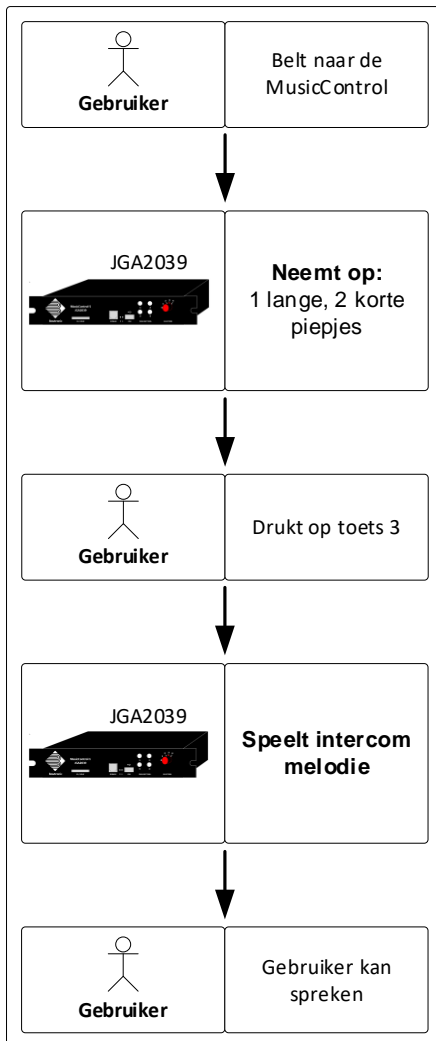 Gebruiker
Belt naar de
MusicControl
JGA2039
Neemt op:
1 lange, 2 korte
piepjes
Gebruiker
Drukt op toets 3
JGA2039
Speelt intercom
melodie
Gebruiker
Gebruiker kan
spreken